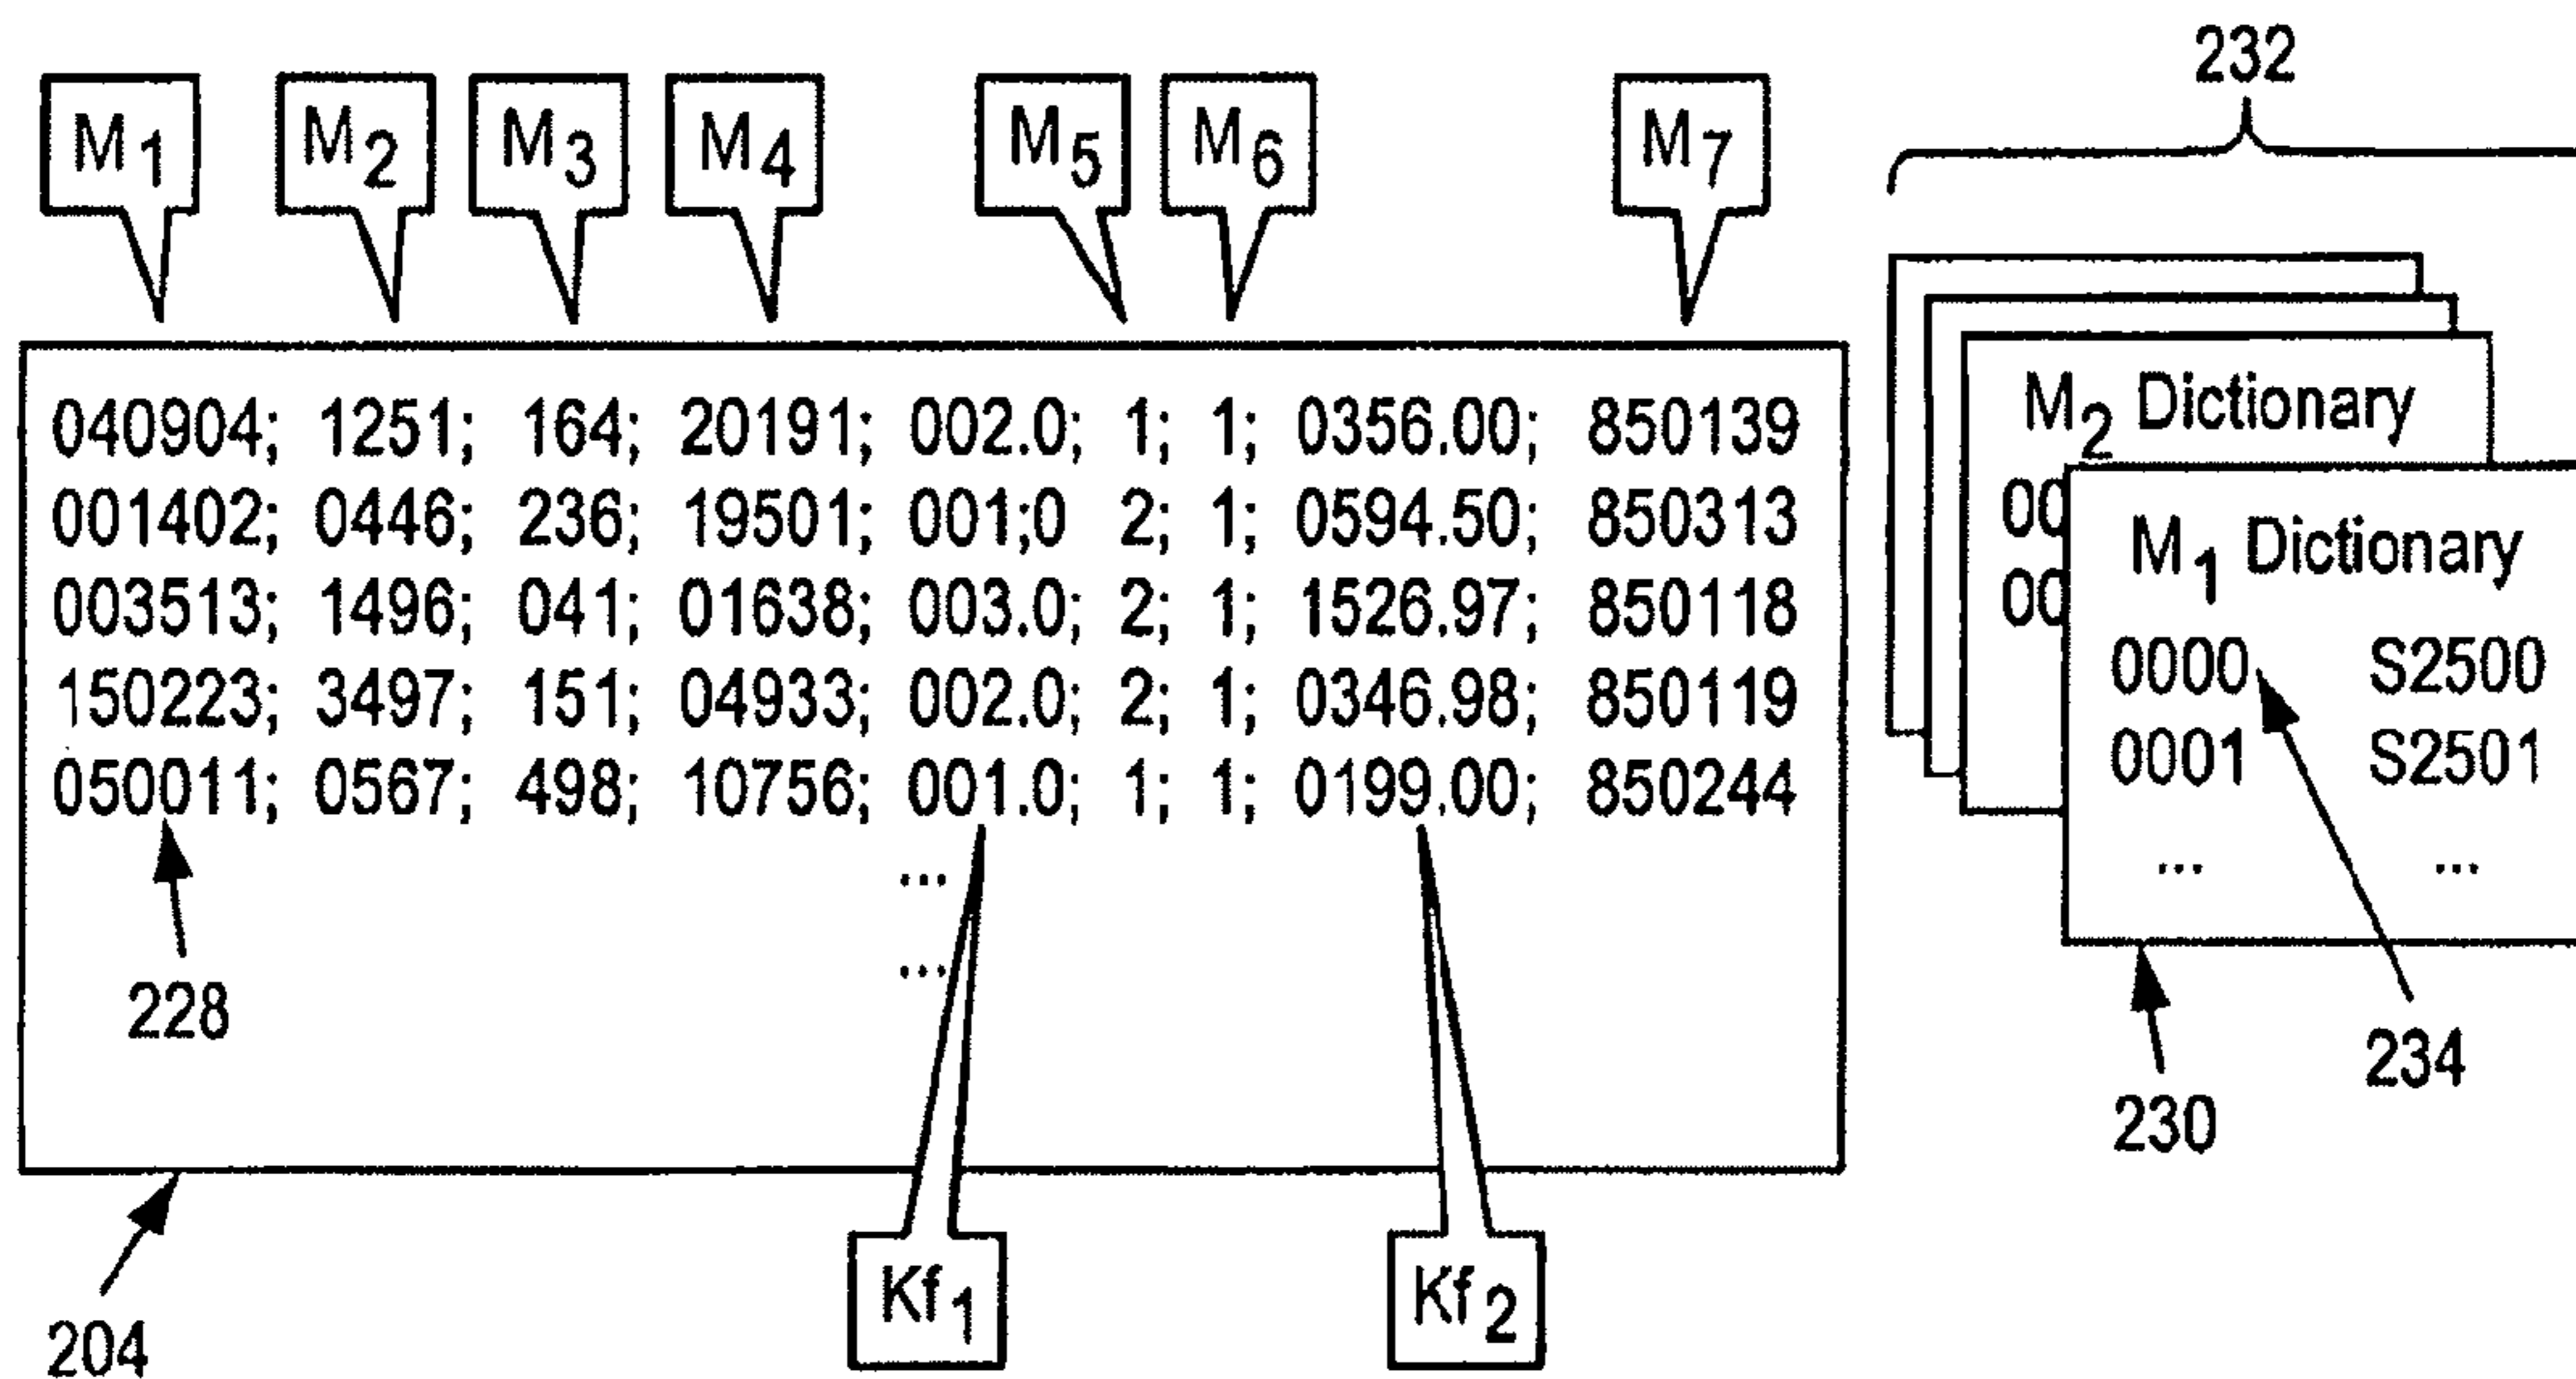 232
M1 M2 M3 M4 M5 M6 M7
040904; 1251; 164; 20191; 002.0; 1; 1; 0356.00; 850139
001402; 0446; 236; 19501; 001;0 2; 1; 0594.50; 850313
003513; 1496; 041; 01638; 003.0; 2; 1; 1526.97; 850118
150223; 3497; 151; 04933; 002.0; 2; 1; 0346.98; 850119
050011; 0567; 498; 10756; 001.0; 1; 1; 0199.00; 850244
...
...
228
204
Kf1 Kf2
M2 Dictionary
00
00
M1 Dictionary
0000 S2500
0001 S2501
... ...
234
230